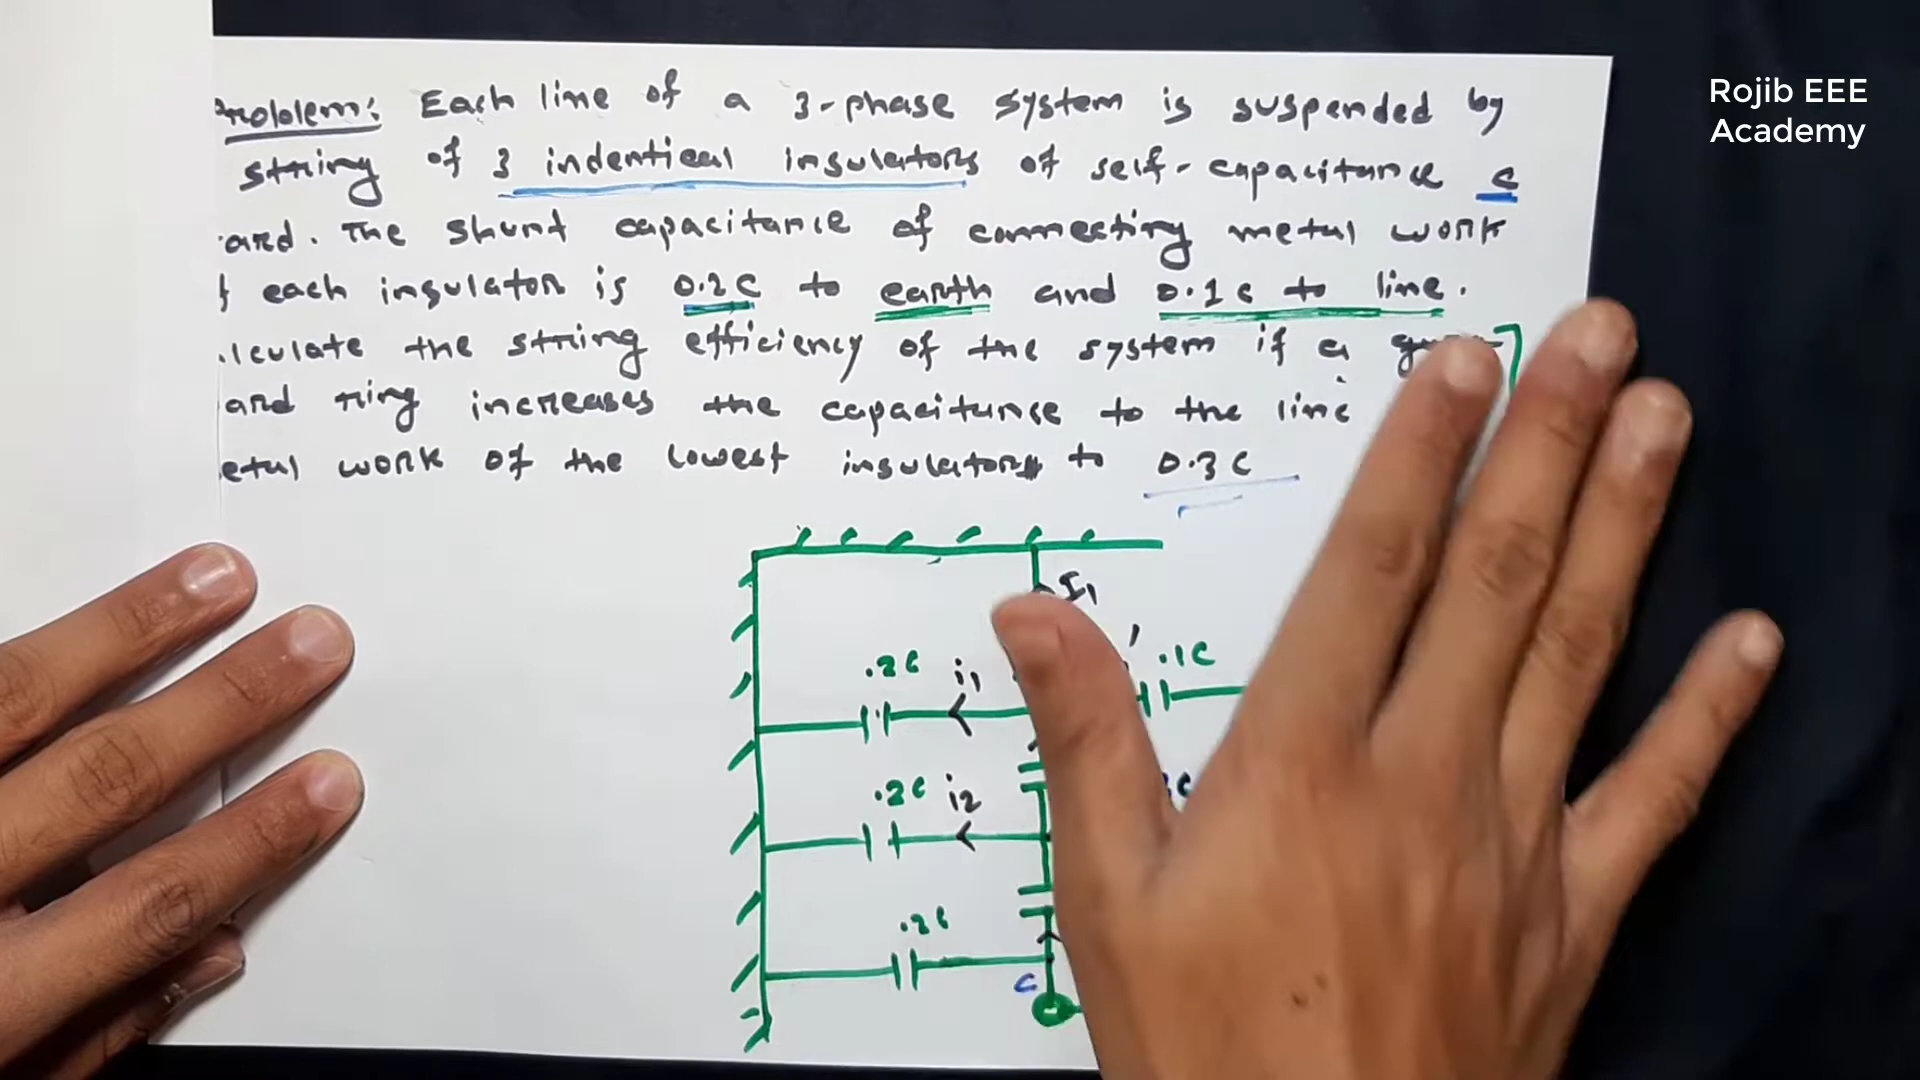 Problem: Each line of a 3-phase system is suspended by
string of 3 indentical insulators of self-capacitance C
. The shunt capacitance of connecting metal work
each insulator is 0.2C to earth and 0.1C to line.
the string efficiency of the system if a
ring increases the capacitance to the line
work of the lowest insulators to 0.3C
I1
.2C i1 .1C
.2C i2
.2C
C
Rojib EEE
Academy